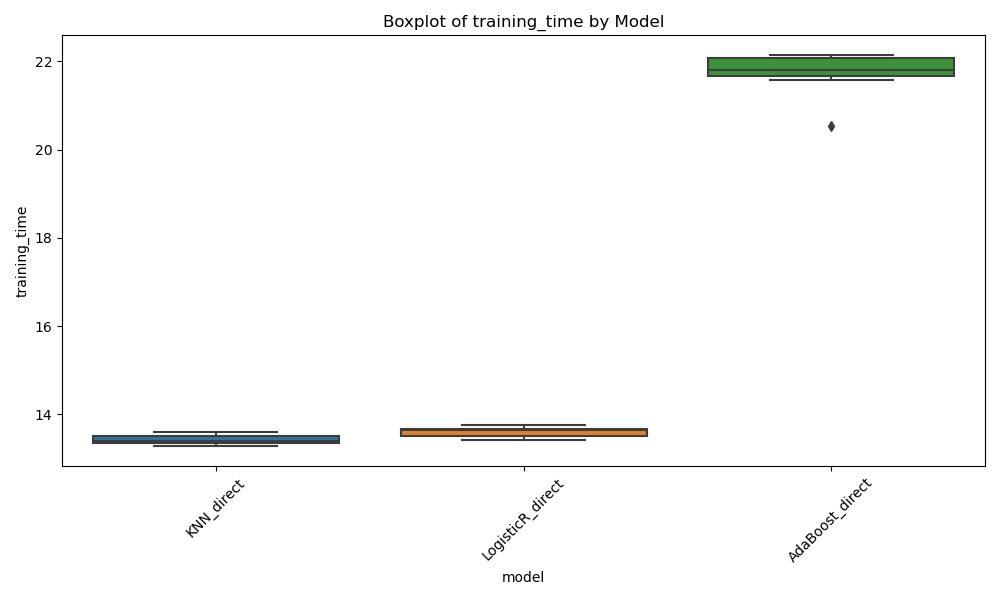 Boxplot of training_time by Model
training_time
22
20
18
16
14
KNN_direct
LogisticR_direct
AdaBoost_direct
model